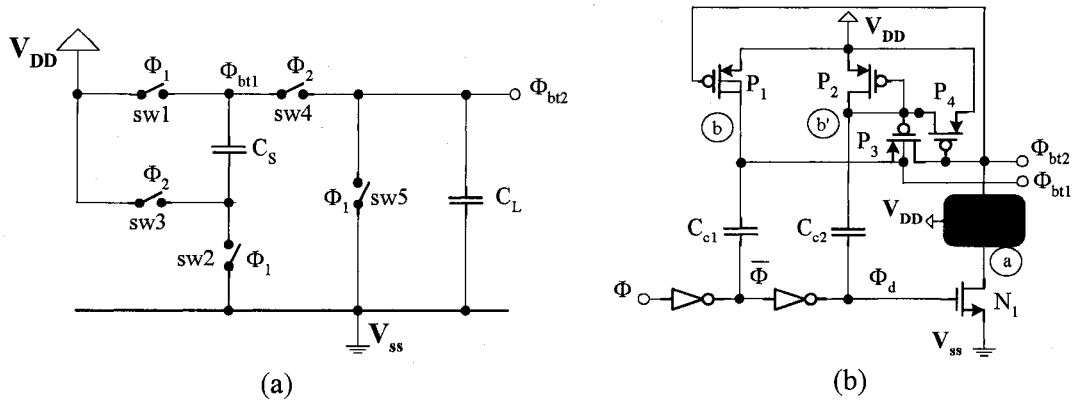 V_DD
Φ_1
sw1
Φ_bt1
Φ_2
sw4
Φ_bt2
C_S
Φ_2
sw3
Φ_1
sw5
C_L
sw2
Φ_1
V_ss
(a)
(b)
V_DD
P_1
P_2
P_4
b
b'
P_3
Φ_bt2
Φ_bt1
V_DD
C_c1
C_c2
a
Φ
Φ̅
Φ_d
N_1
V_ss
(b)